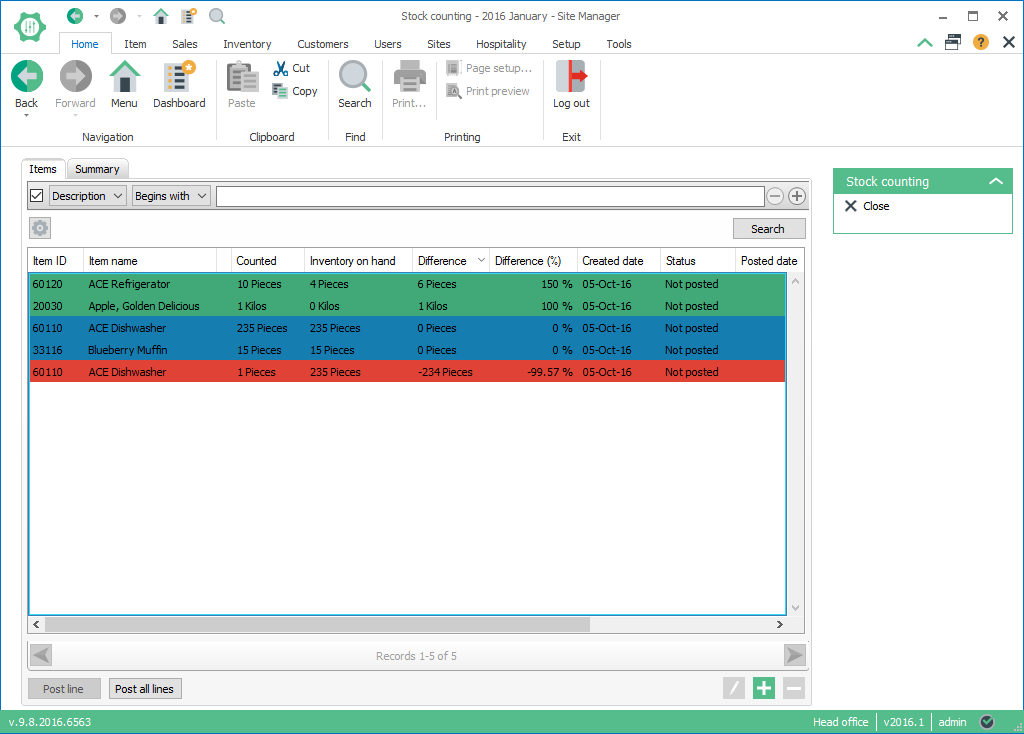 Stock counting - 2016 January - Site Manager
Home Item Sales Inventory Customers Users Sites Hospitality Setup Tools
Back Forward Menu Dashboard Paste Cut Copy Search Print... Page setup... Print preview Log out
Navigation Clipboard Find Printing Exit
Items Summary
Description Begins with
Search
Item ID Item name Counted Inventory on hand Difference Difference (%) Created date Status Posted date
60120 ACE Refrigerator 10 Pieces 4 Pieces 6 Pieces 150 % 05-Oct-16 Not posted
20030 Apple, Golden Delicious 1 Kilos 0 Kilos 1 Kilos 100 % 05-Oct-16 Not posted
60110 ACE Dishwasher 235 Pieces 235 Pieces 0 Pieces 0 % 05-Oct-16 Not posted
33116 Blueberry Muffin 15 Pieces 15 Pieces 0 Pieces 0 % 05-Oct-16 Not posted
60110 ACE Dishwasher 1 Pieces 235 Pieces -234 Pieces -99.57 % 05-Oct-16 Not posted
Records 1-5 of 5
Post line Post all lines
Stock counting
Close
v.9.8.2016.6563 Head office v2016.1 admin